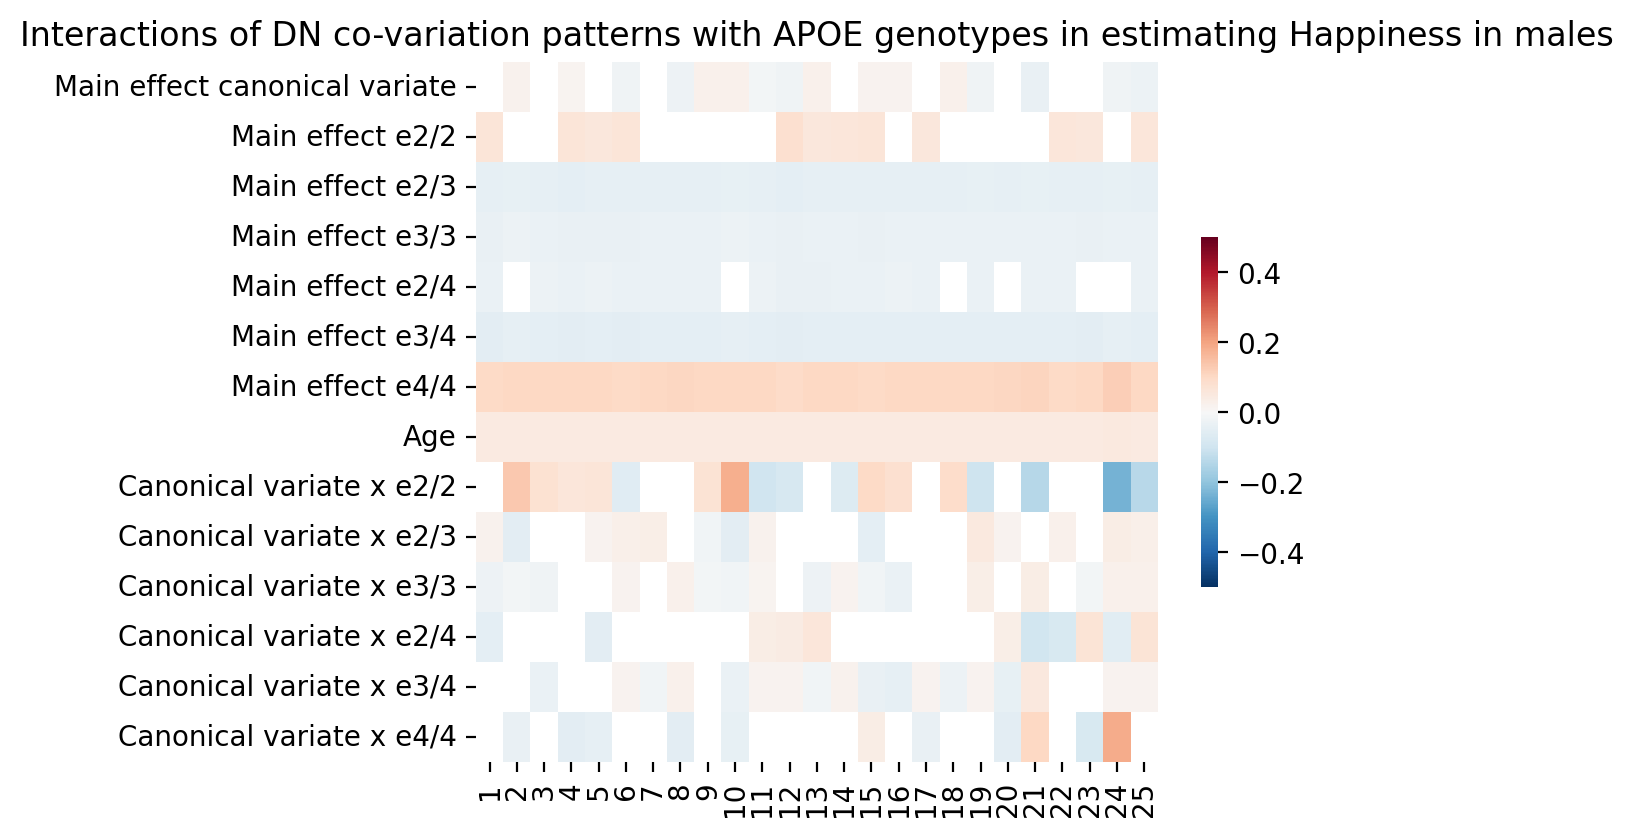 Interactions of DN co-variation patterns with APOE genotypes in estimating Happiness in males
Main effect canonical variate
Main effect e2/2
Main effect e2/3
Main effect e3/3
Main effect e2/4
Main effect e3/4
Main effect e4/4
Age
Canonical variate x e2/2
Canonical variate x e2/3
Canonical variate x e3/3
Canonical variate x e2/4
Canonical variate x e3/4
Canonical variate x e4/4
1 2 3 4 5 6 7 8 9 10 11 12 13 14 15 16 17 18 19 20 21 22 23 24 25
0.4
0.2
0.0
−0.2
−0.4